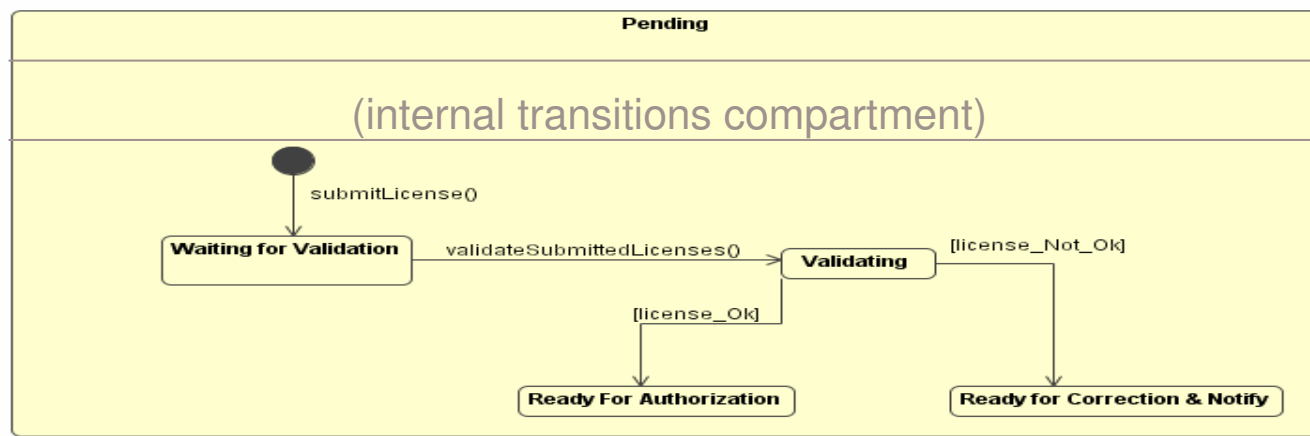 Pending
(internal transitions compartment)
submitLicense()
Waiting for Validation
validateSubmittedLicenses()
Validating
[license_Not_Ok]
[license_Ok]
Ready For Authorization
Ready for Correction & Notify